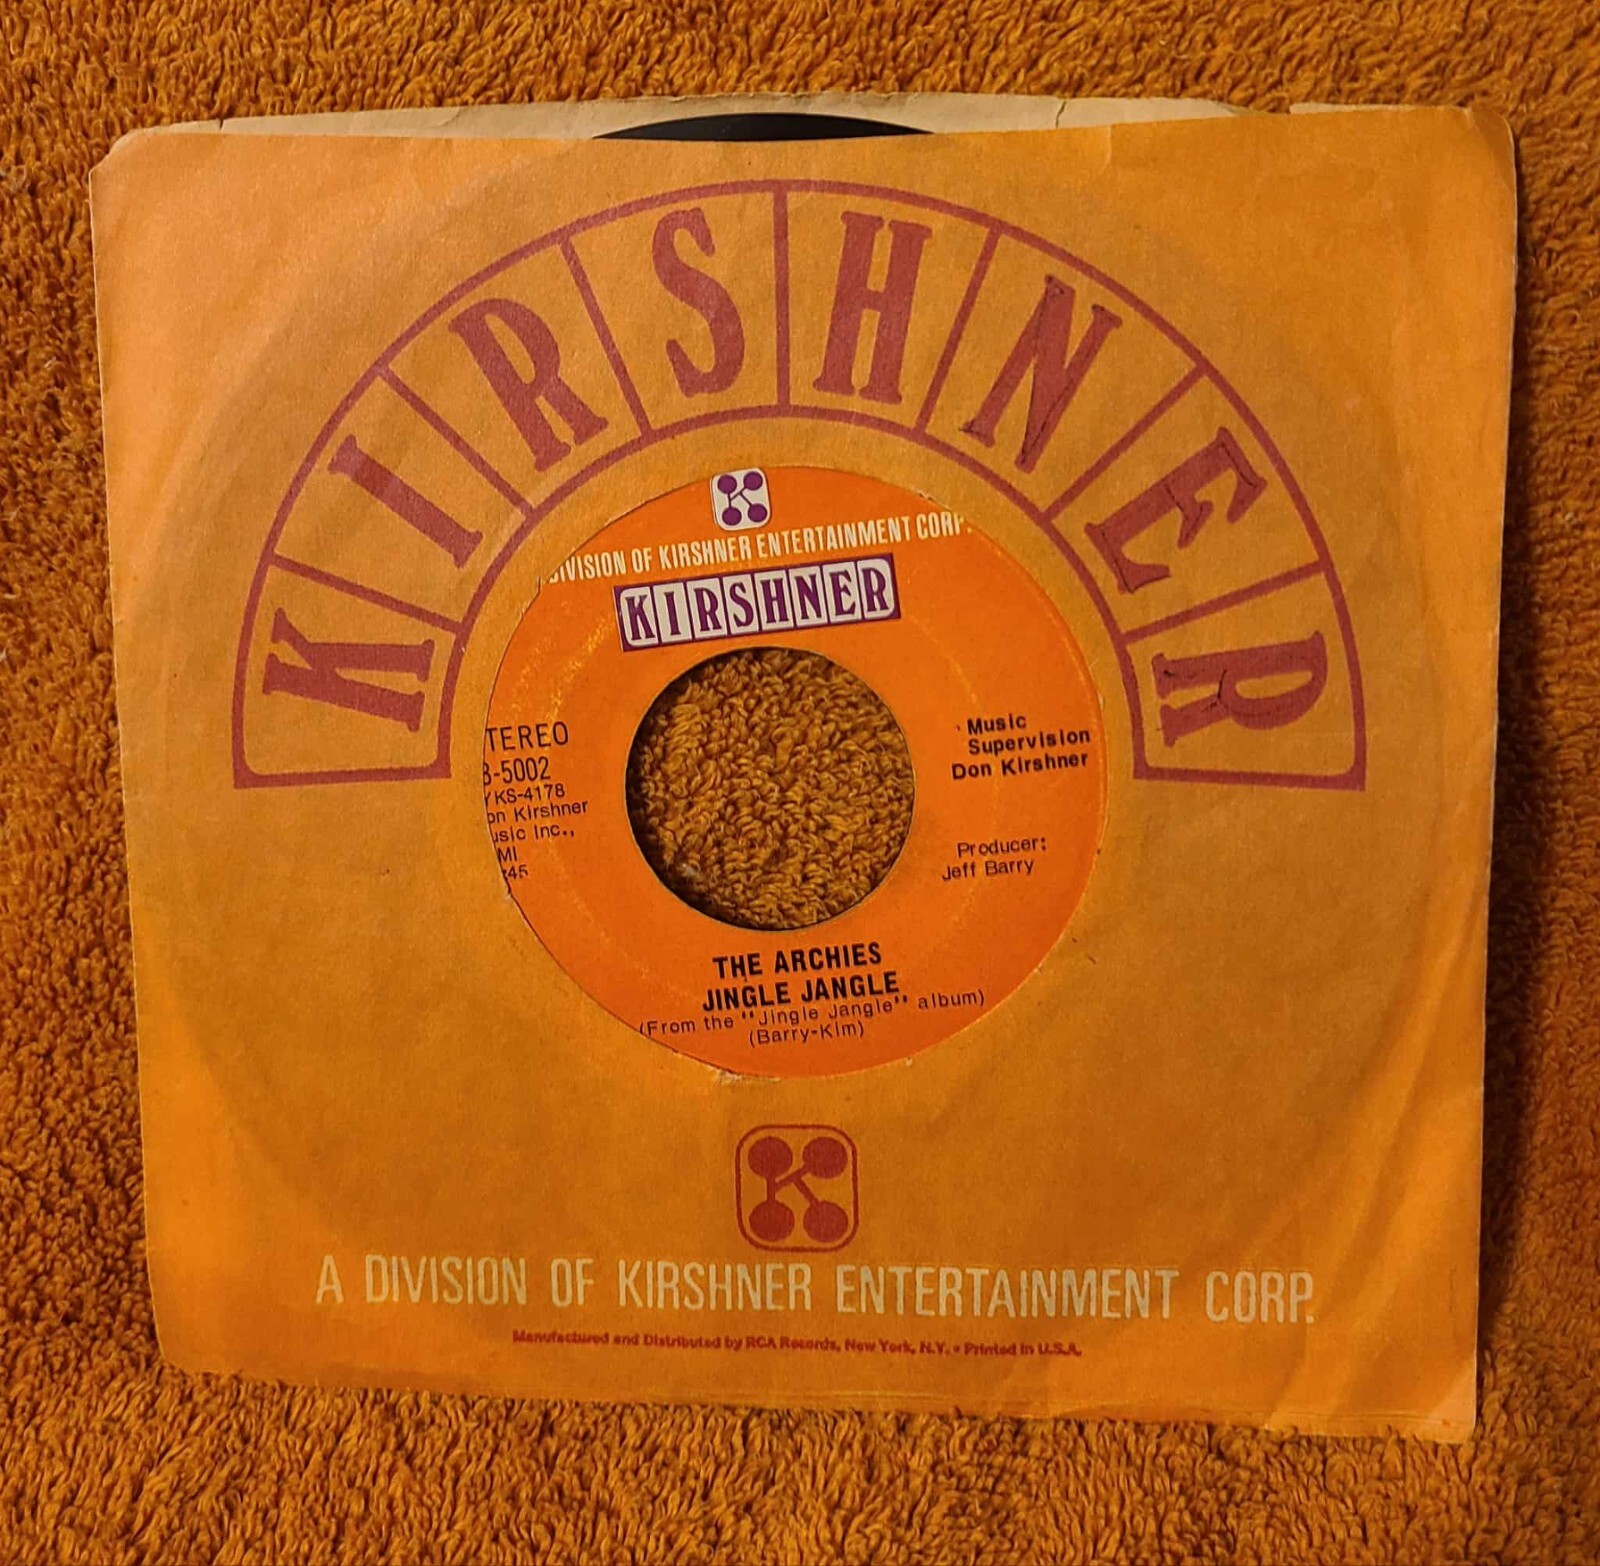 KIRSHNER
DIVISION OF KIRSHNER ENTERTAINMENT CORP.
KIRSHNER
TEREO
-5002
YKS-4178
on Kirshner
usic Inc.,
MI
:45
Music
Supervision
Don Kirshner
Producer:
Jeff Barry
THE ARCHIES
JINGLE JANGLE
(From the "Jingle Jangle" album)
(Barry-Kim)
K
A DIVISION OF KIRSHNER ENTERTAINMENT CORP.
Manufactured and Distributed by RCA Records, New York, N.Y. • Printed in U.S.A.